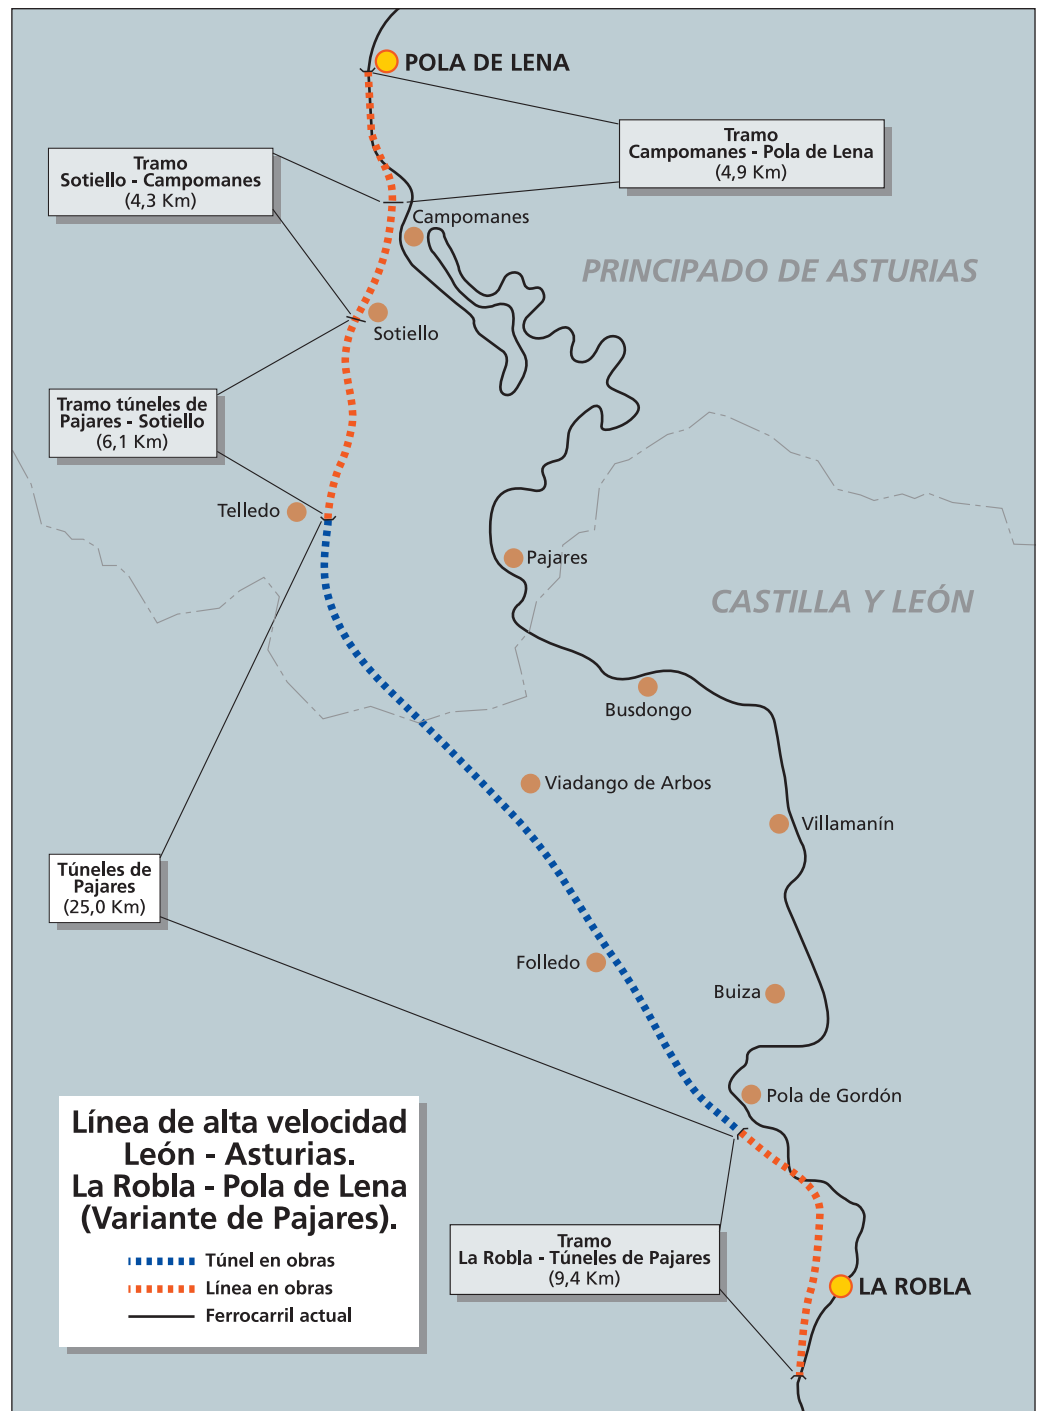 POLA DE LENA
Tramo
Campomanes - Pola de Lena
(4,9 Km)
Tramo
Sotiello - Campomanes
(4,3 Km)
Campomanes
PRINCIPADO DE ASTURIAS
Sotiello
Tramo túneles de
Pajares - Sotiello
(6,1 Km)
Telledo
Pajares
CASTILLA Y LEÓN
Busdongo
Viadango de Arbos
Villamanín
Túneles de
Pajares
(25,0 Km)
Folledo
Buiza
Pola de Gordón
Línea de alta velocidad
León - Asturias.
La Robla - Pola de Lena
(Variante de Pajares).
Túnel en obras
Línea en obras
Ferrocarril actual
Tramo
La Robla - Túneles de Pajares
(9,4 Km)
LA ROBLA